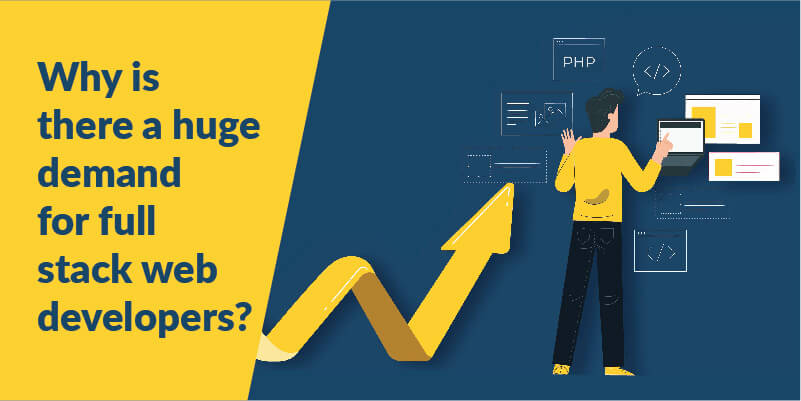 Why is
there a huge
demand
for full
stack web
developers?
PHP
</>
</>